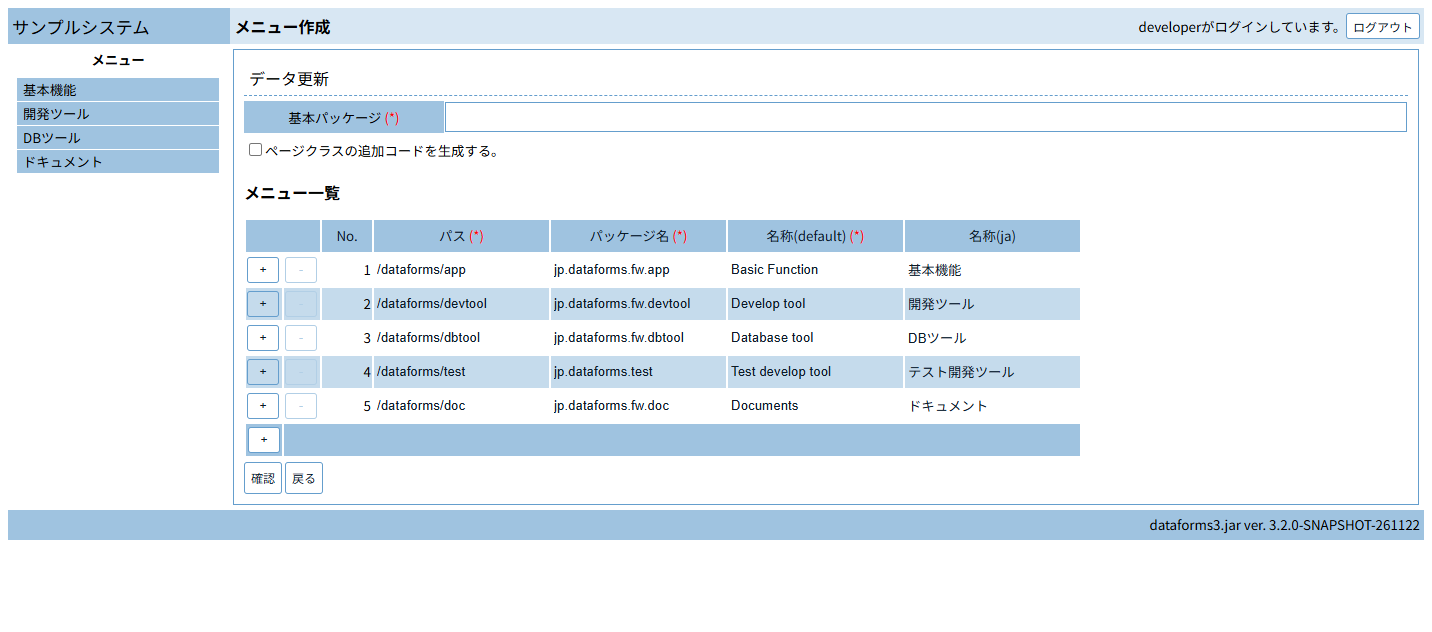 サンプルシステム
メニュー作成
developerがログインしています。 ログアウト
メニュー
基本機能
開発ツール
DBツール
ドキュメント
データ更新
基本パッケージ (*)
ページクラスの追加コードを生成する。
メニュー一覧
No. パス (*) パッケージ名 (*) 名称(default) (*) 名称(ja)
+ - 1 /dataforms/app jp.dataforms.fw.app Basic Function 基本機能
+ - 2 /dataforms/devtool jp.dataforms.fw.devtool Develop tool 開発ツール
+ - 3 /dataforms/dbtool jp.dataforms.fw.dbtool Database tool DBツール
+ - 4 /dataforms/test jp.dataforms.test Test develop tool テスト開発ツール
+ - 5 /dataforms/doc jp.dataforms.fw.doc Documents ドキュメント
+
確認 戻る
dataforms3.jar ver. 3.2.0-SNAPSHOT-261122